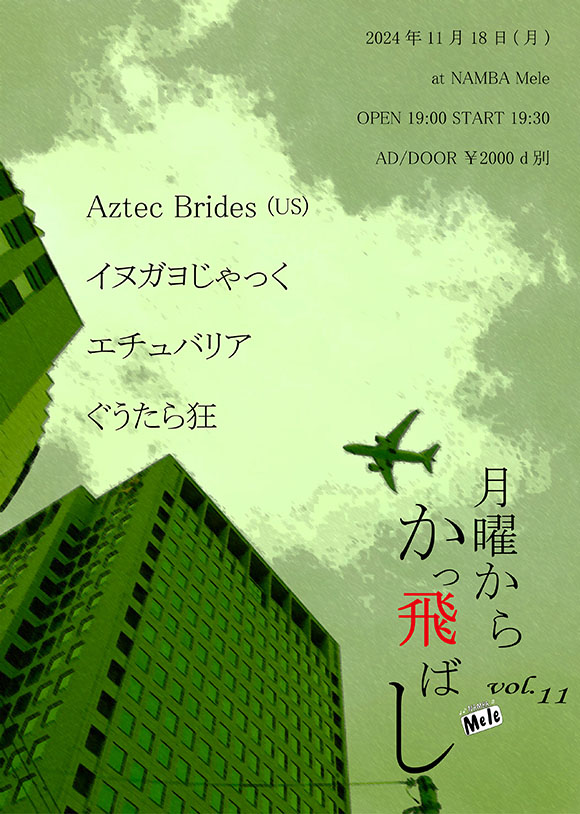 2024年11月18日(月)
at NAMBA Mele
OPEN 19:00 START 19:30
AD/DOOR ￥2000 d別
Aztec Brides (US)
イヌガヨじゃっく
エチュバリア
ぐうたら狂
月曜から
かっ飛ばし
vol.11
Mele